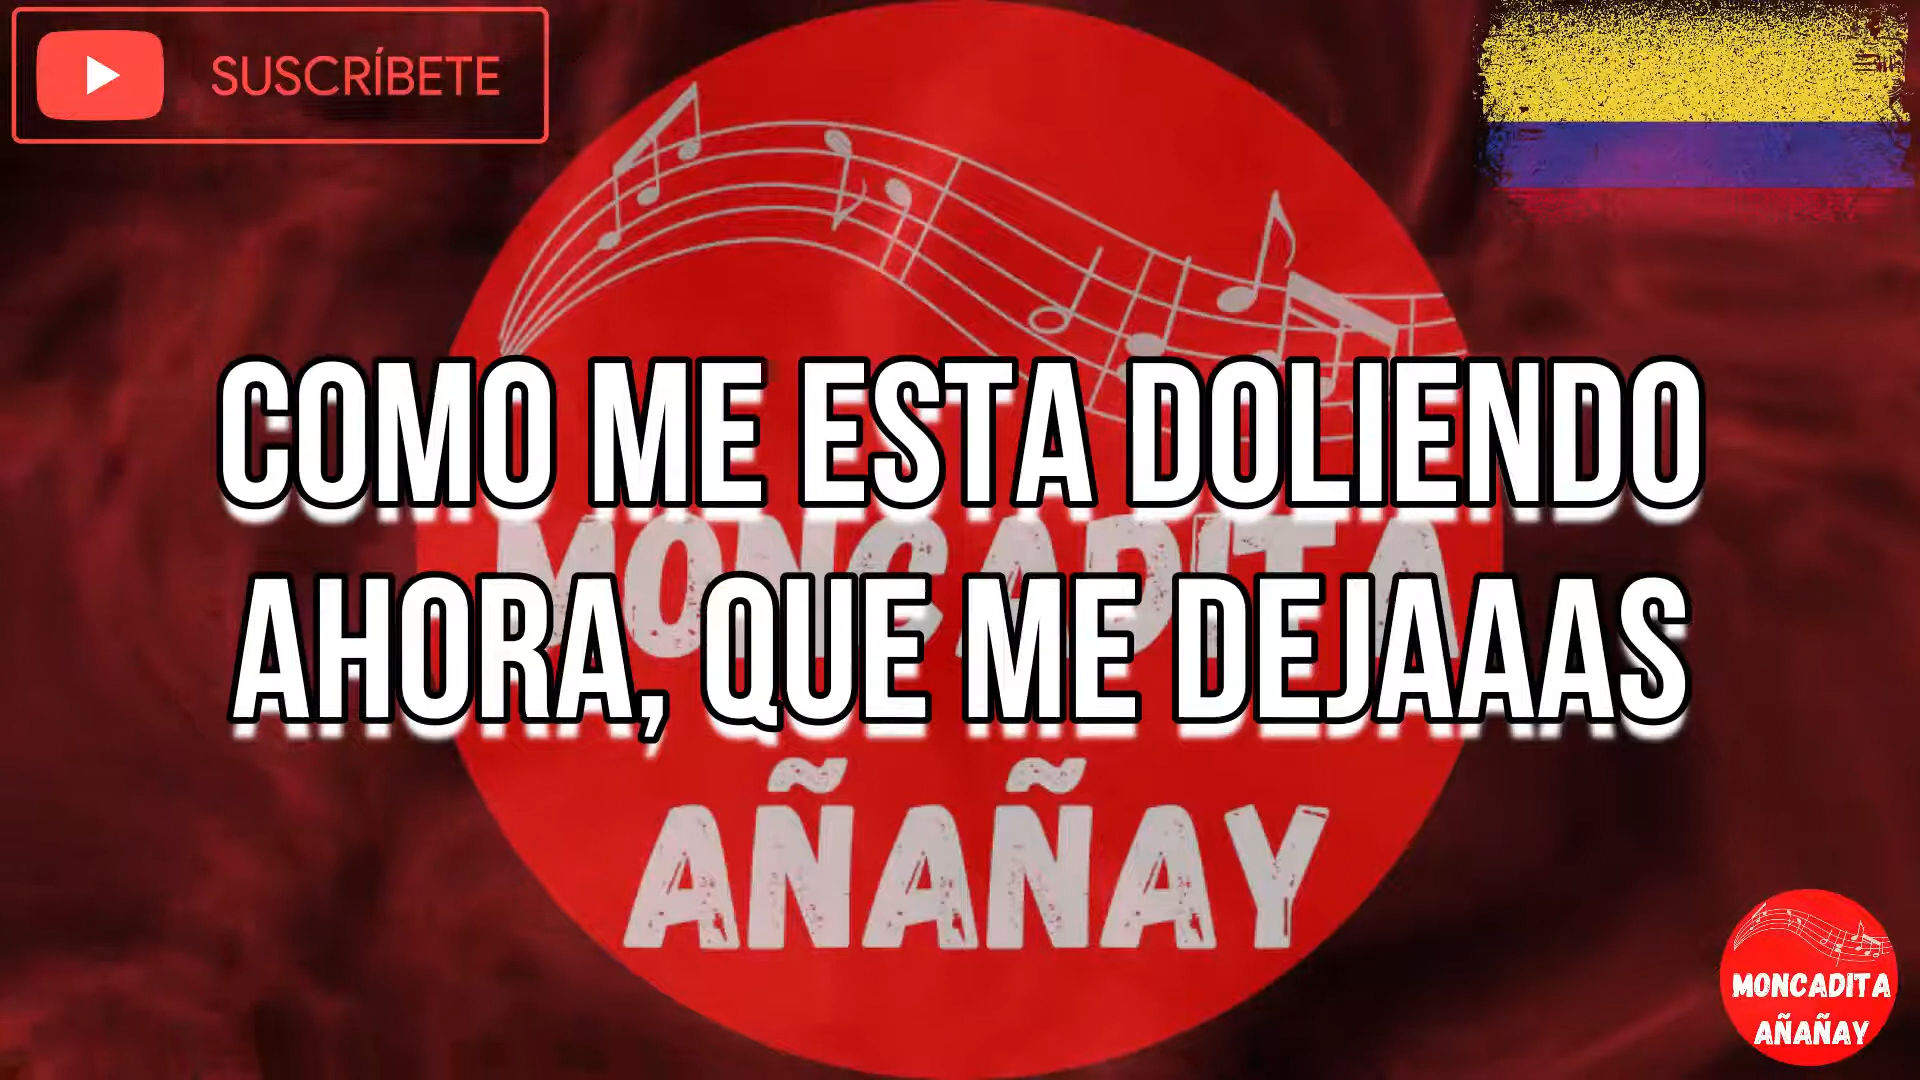 SUSCRÍBETE
COMO ME ESTA DOLIENDO
MONCADITA
AHORA, QUE ME DEJAAAS
AÑAÑAY
MONCADITA
AÑAÑAY